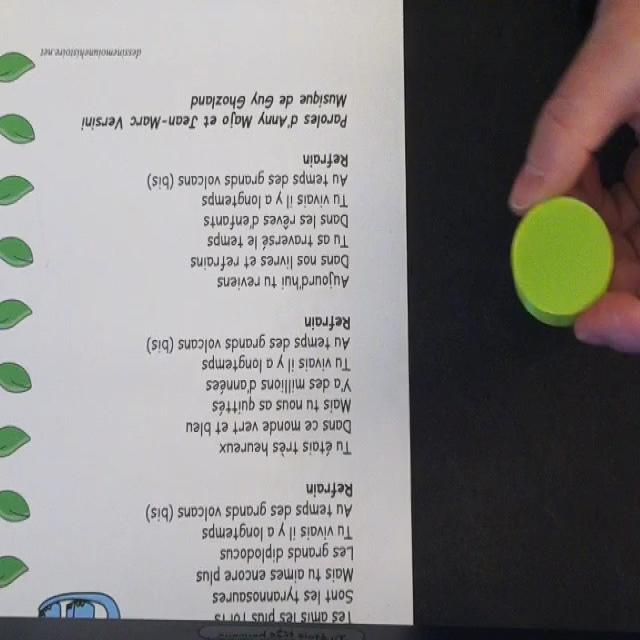 Tes amis les plus forts
Sont les tyrannosaures
Mais tu aimes encore plus
Les grands diplodocus
Tu vivais il y a longtemps
Au temps des grands volcans (bis)
Refrain
Tu étais très heureux
Dans ce monde vert et bleu
Mais tu nous as quittés
Y'a des millions d'années
Tu vivais il y a longtemps
Au temps des grands volcans (bis)
Refrain
Aujourd'hui tu reviens
Dans nos livres et refrains
Tu as traversé le temps
Dans les rêves d'enfants
Tu vivais il y a longtemps
Au temps des grands volcans (bis)
Refrain
Paroles d'Anny Majo et Jean-Marc Versini
Musique de Guy Ghozland
dessinemoiunehistoire.net